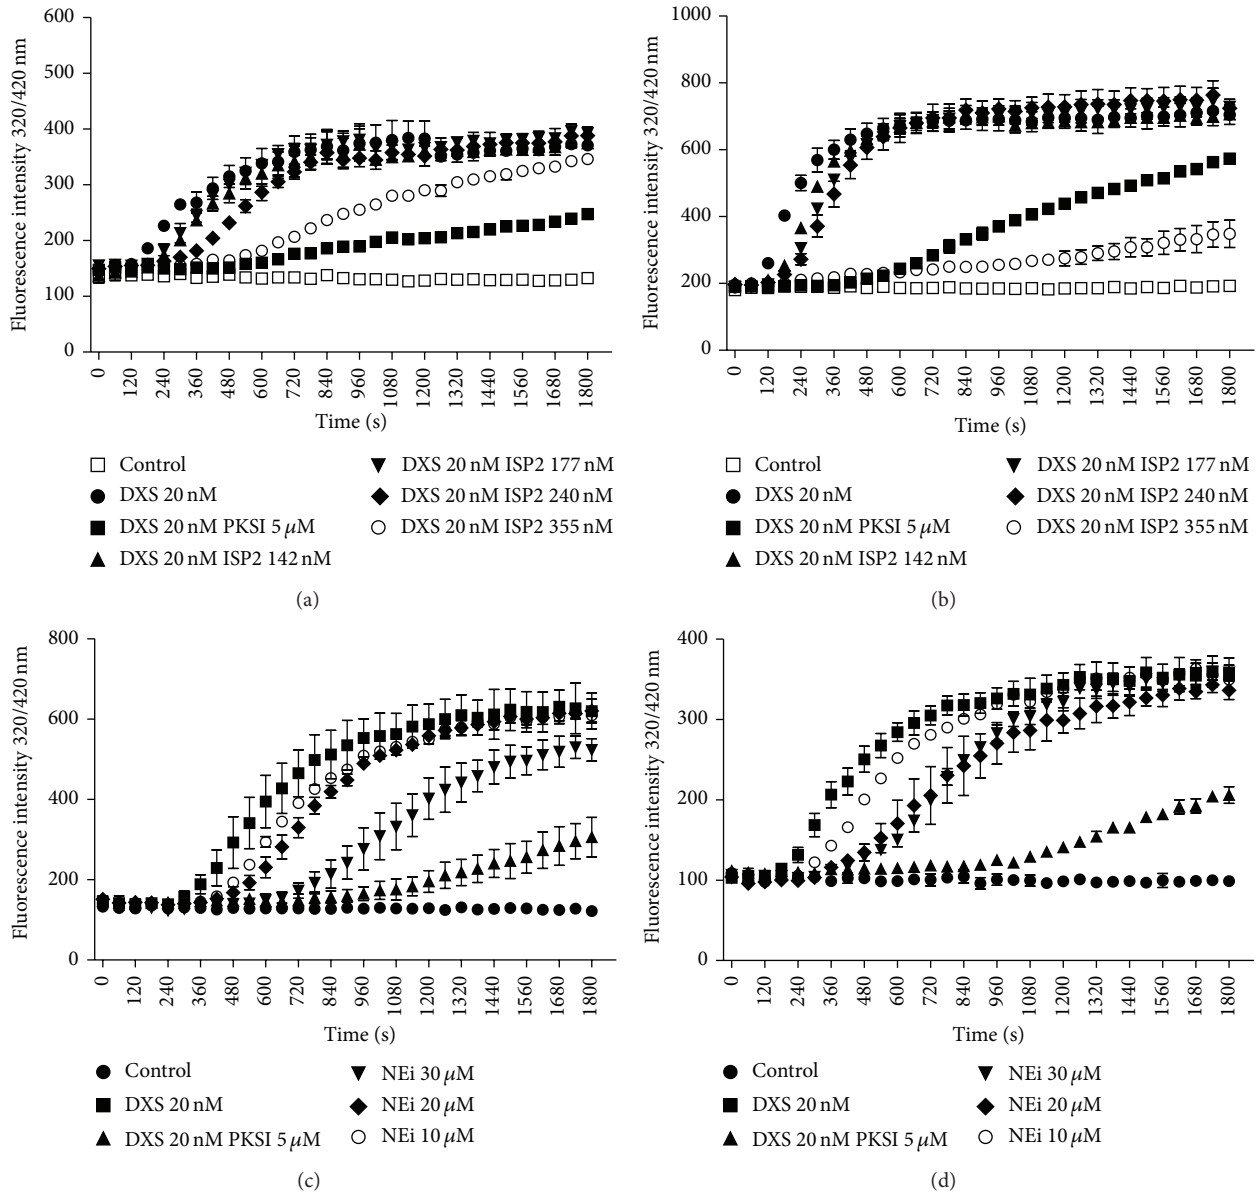 600
500
400
300
200
100
0
Fluorescence intensity 320/420 nm
0 120 240 360 480 600 720 840 960 1080 1200 1320 1440 1560 1680 1800
Time (s)
Control
DXS 20 nM
DXS 20 nM PKSI 5 μM
DXS 20 nM ISP2 142 nM
DXS 20 nM ISP2 177 nM
DXS 20 nM ISP2 240 nM
DXS 20 nM ISP2 355 nM
(a)
1000
800
600
400
200
0
Fluorescence intensity 320/420 nm
0 120 240 360 480 600 720 840 960 1080 1200 1320 1440 1560 1680 1800
Time (s)
Control
DXS 20 nM
DXS 20 nM PKSI 5 μM
DXS 20 nM ISP2 142 nM
DXS 20 nM ISP2 177 nM
DXS 20 nM ISP2 240 nM
DXS 20 nM ISP2 355 nM
(b)
800
600
400
200
0
Fluorescence intensity 320/420 nm
0 120 240 360 480 600 720 840 960 1080 1200 1320 1440 1560 1680 1800
Time (s)
Control
DXS 20 nM
DXS 20 nM PKSI 5 μM
NEi 30 μM
NEi 20 μM
NEi 10 μM
(c)
400
300
200
100
0
Fluorescence intensity 320/420 nm
0 120 240 360 480 600 720 840 960 1080 1200 1320 1440 1560 1680 1800
Time (s)
Control
DXS 20 nM
DXS 20 nM PKSI 5 μM
NEi 30 μM
NEi 20 μM
NEi 10 μM
(d)